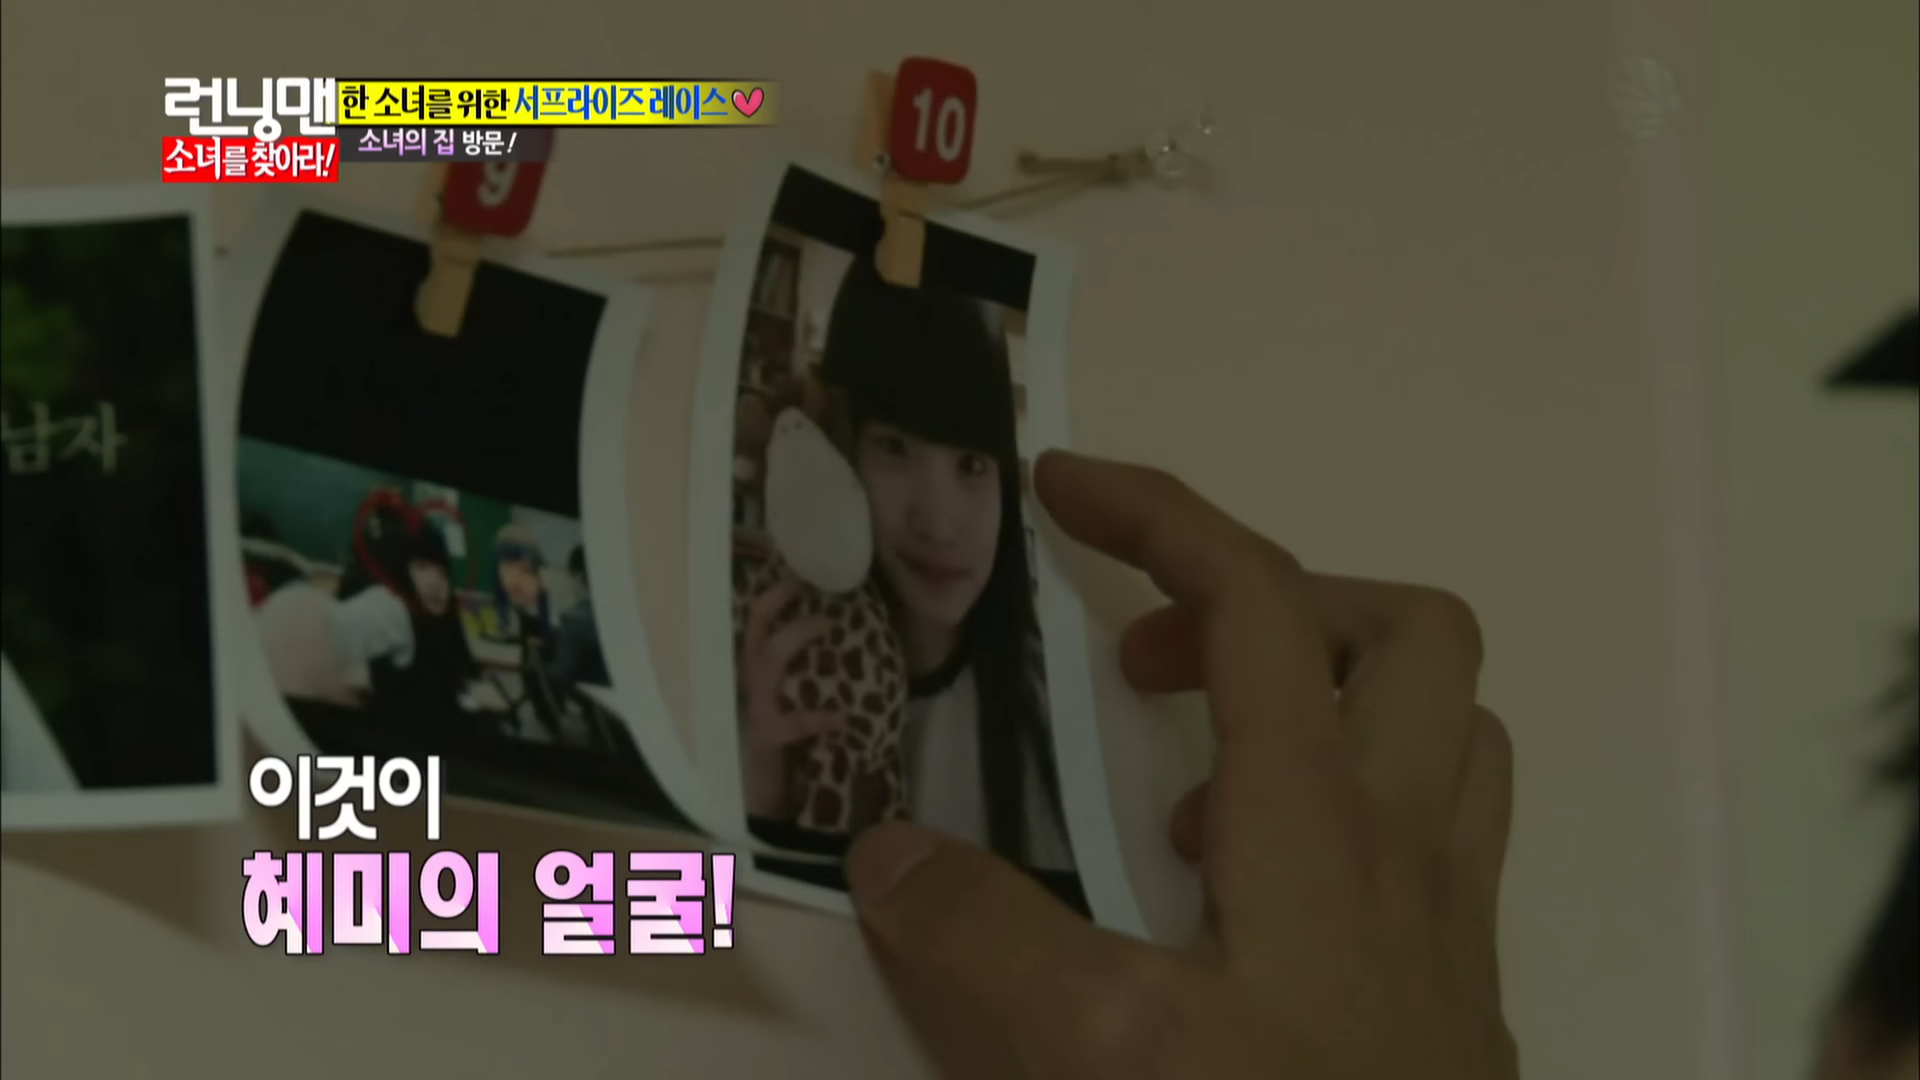 런닝맨
한 소녀를 위한 서프라이즈 레이스
소녀를 찾아라!
소녀의 집 방문!
9
10
남자
이것이
혜미의 얼굴!